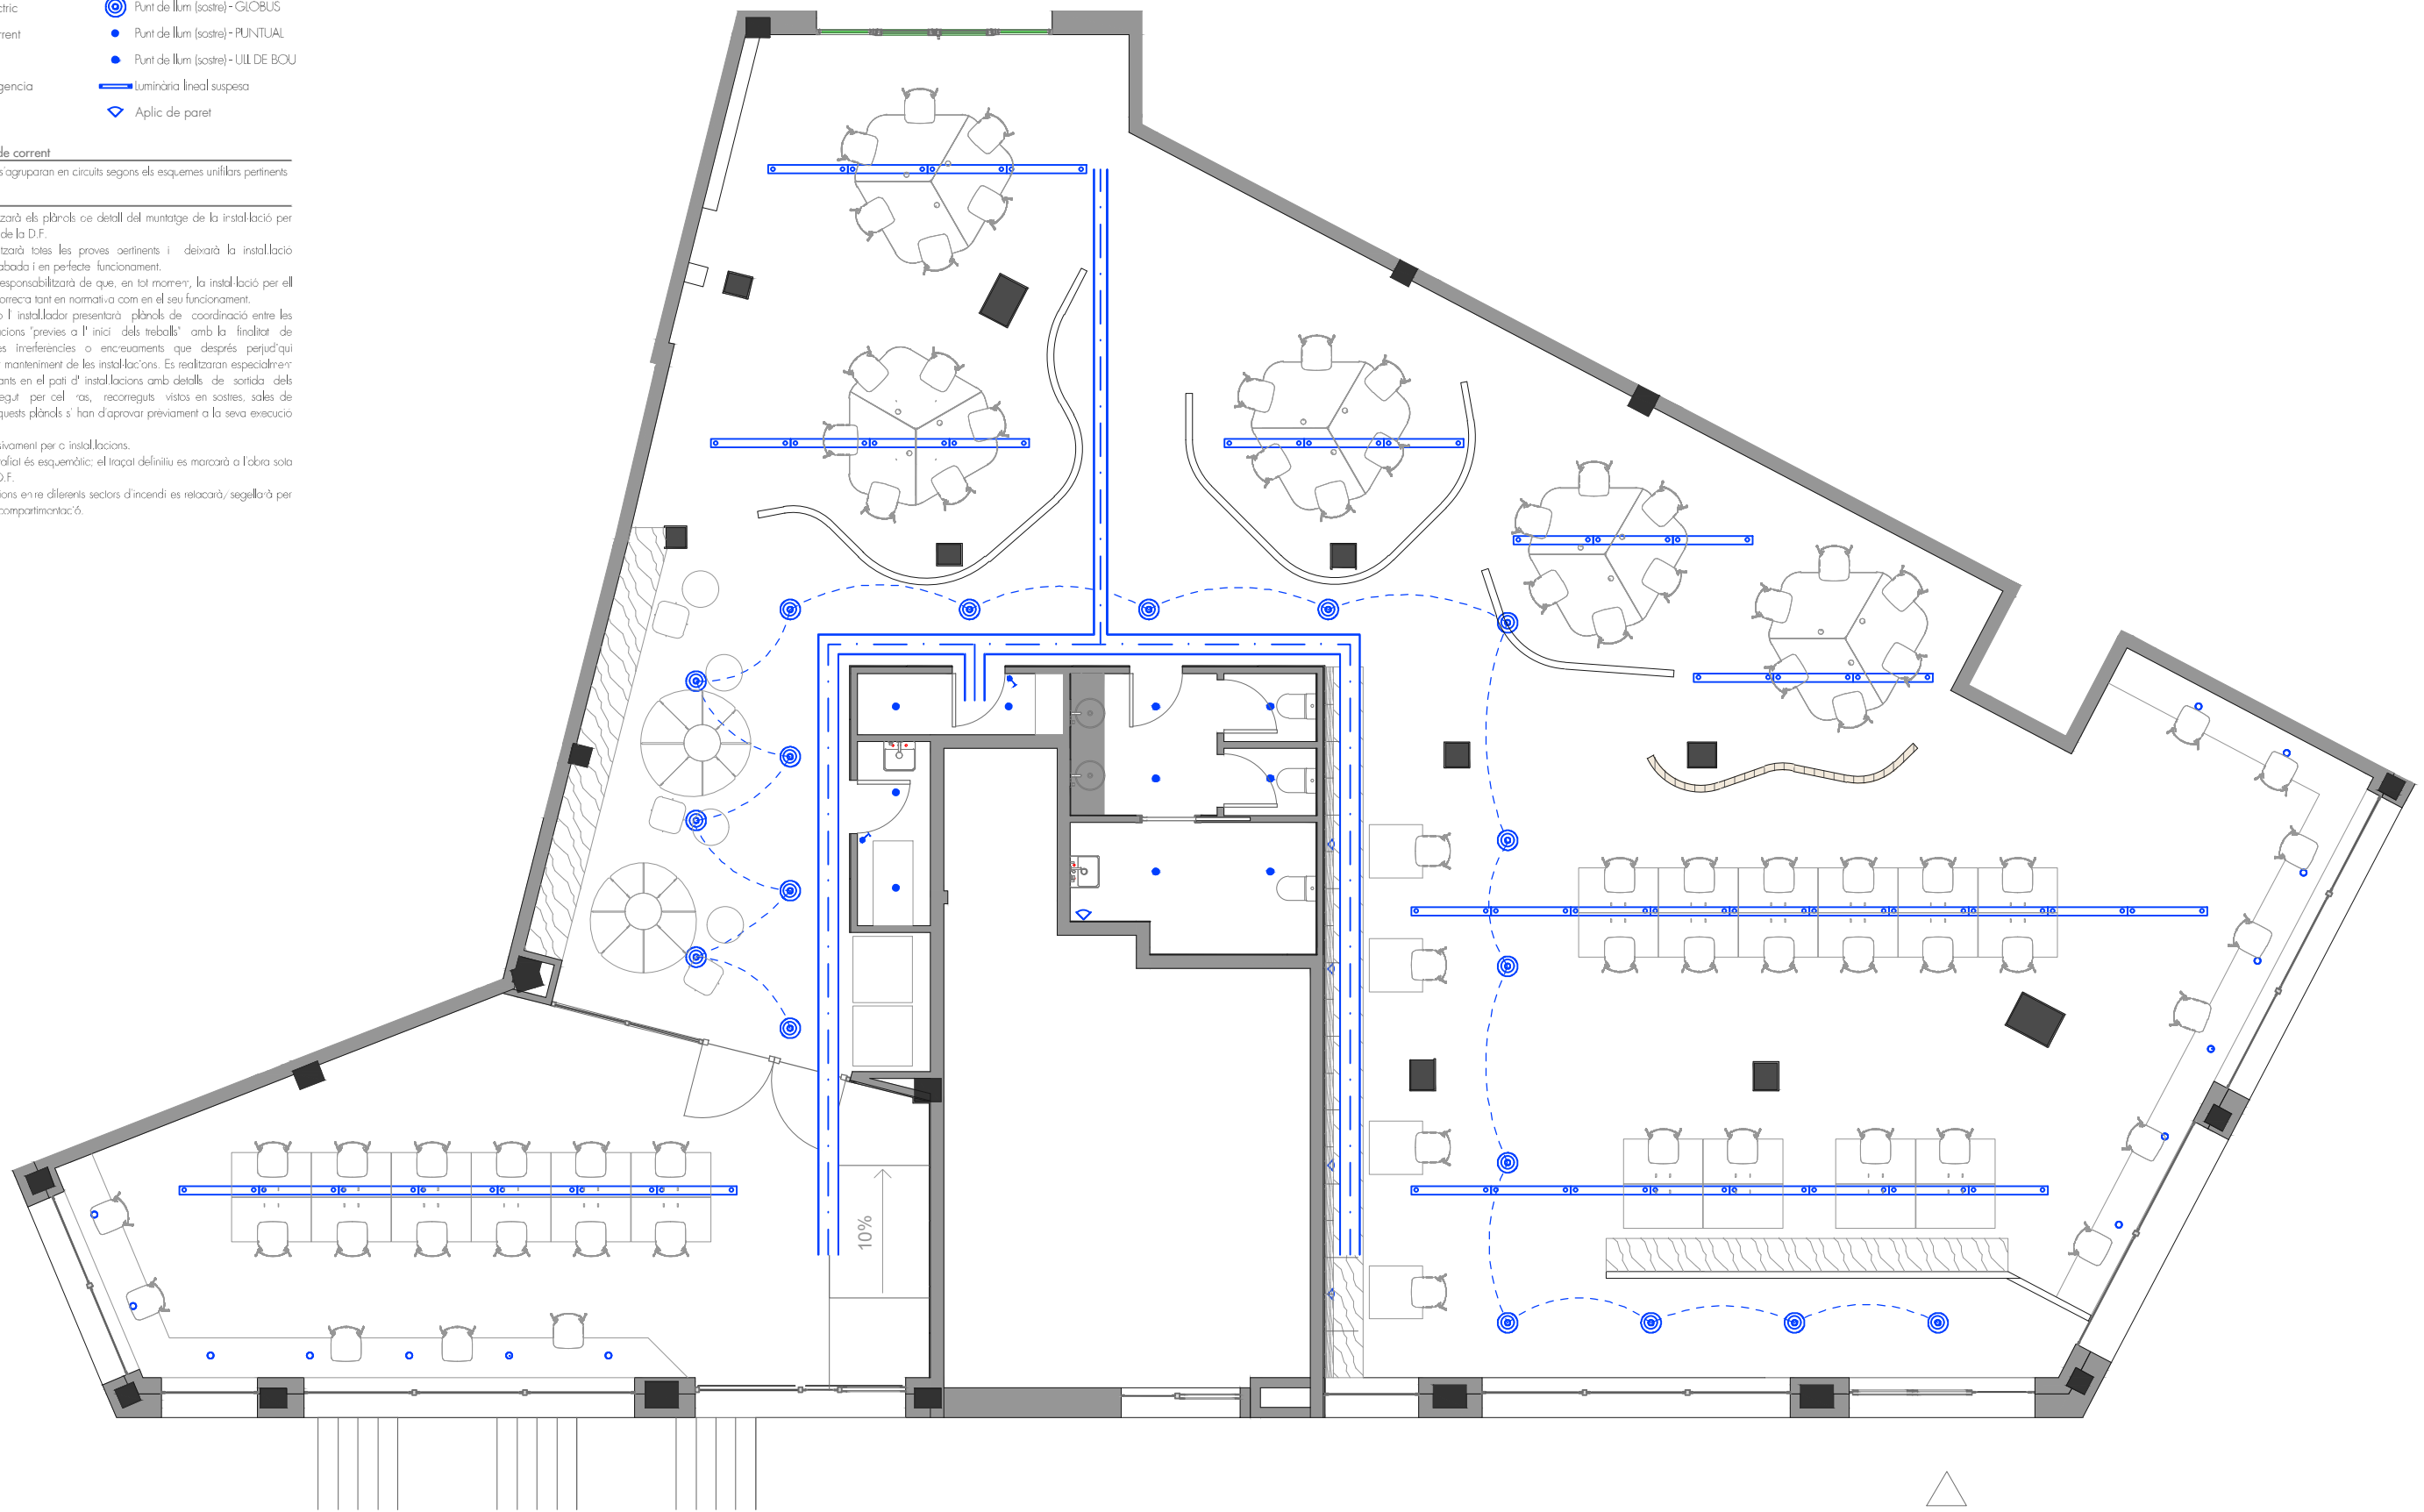 ctric
Punt de llum (sostre) - GLOBUS
rrent
Punt de llum (sostre) - PUNTUAL
Punt de llum (sostre) - ULL DE BOU
gencia
Luminària lineal suspesa
Aplic de paret
de corrent
s'agruparan en circuits segons els esquemes unifilars pertinents
zarà els plànols de detall del muntatge de la instal·lació per
de la D.F.
tzarà totes les proves pertinents i deixarà la instal.lació
abada i en perfecte funcionament.
esponsabilitzarà de que, en tot moment, la instal·lació per ell
orrecta tant en normativa com en el seu funcionament.
o l' instal.lador presentarà plànols de coordinació entre les
cions "previes a l' inici dels treballs" amb la finalitat de
es interferències o encreuaments que després perjudiqui
manteniment de les instal·lacions. Es realitzaran especialment
ants en el pati d' instal.lacions amb detalls de sortida dels
egut per cel ras, recorreguts vistos en sostres, sales de
quests plànols s' han d'aprovar prèviament a la seva execució
sivament per a instal.lacions.
afiat és esquemàtic; el traçat definitiu es marcarà a l'obra sota
D.F.
ions entre diferents sectors d'incendi es retacarà/segellarà per
compartimentació.
10%